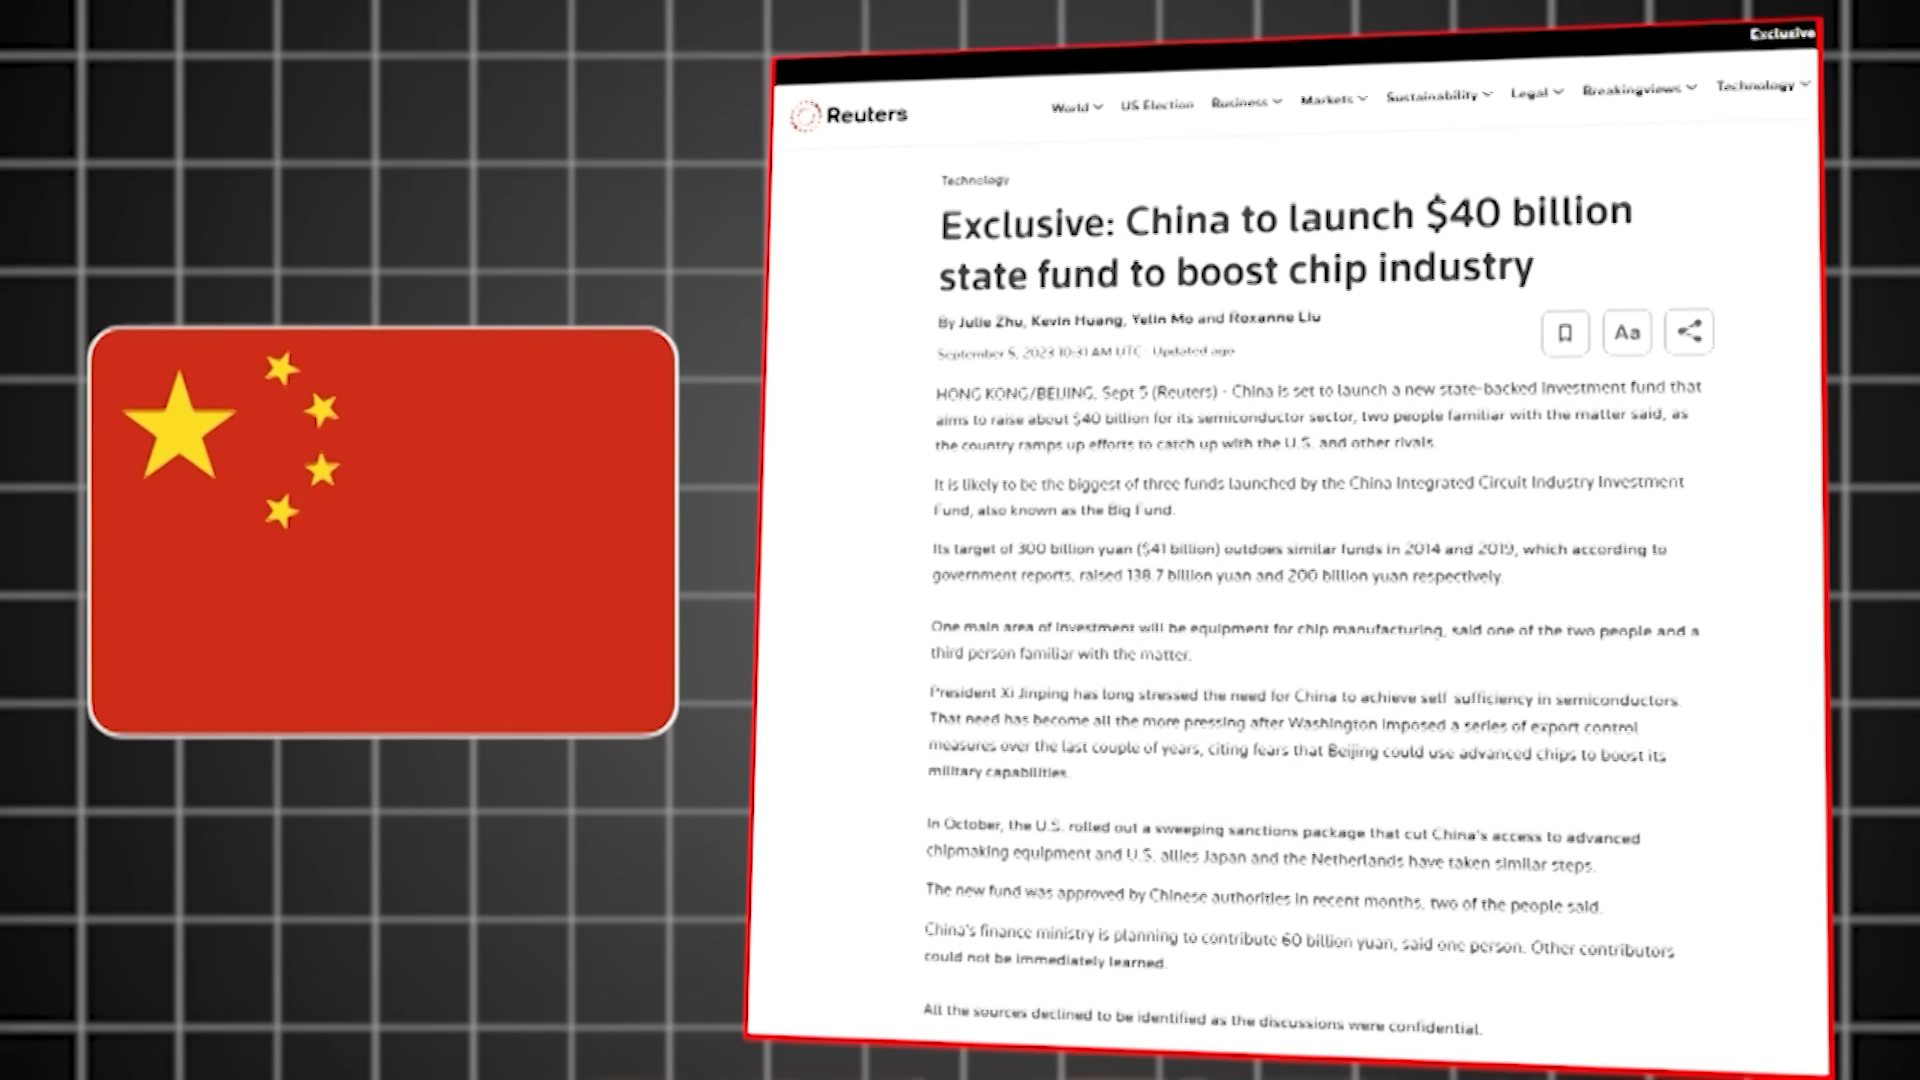 Exclusive
Reuters
World US Election Business Markets Sustainability Legal Breakingviews Technology
Technology
Exclusive: China to launch $40 billion
state fund to boost chip industry
By Julie Zhu, Kevin Huang, Yelin Mo and Roxanne Liu
Aa
September 5, 2023 10:31 AM UTC · Updated ago
HONG KONG/BEIJING, Sept 5 (Reuters) - China is set to launch a new state-backed investment fund that
aims to raise about $40 billion for its semiconductor sector, two people familiar with the matter said, as
the country ramps up efforts to catch up with the U.S. and other rivals.
It is likely to be the biggest of three funds launched by the China Integrated Circuit Industry Investment
Fund, also known as the Big Fund.
Its target of 300 billion yuan ($41 billion) outdoes similar funds in 2014 and 2019, which according to
government reports, raised 138.7 billion yuan and 200 billion yuan respectively.
One main area of investment will be equipment for chip manufacturing, said one of the two people and a
third person familiar with the matter.
President Xi Jinping has long stressed the need for China to achieve self sufficiency in semiconductors.
That need has become all the more pressing after Washington imposed a series of export control
measures over the last couple of years, citing fears that Beijing could use advanced chips to boost its
military capabilities.
In October, the U.S. rolled out a sweeping sanctions package that cut China's access to advanced
chipmaking equipment and U.S. allies Japan and the Netherlands have taken similar steps.
The new fund was approved by Chinese authorities in recent months, two of the people said.
China's finance ministry is planning to contribute 60 billion yuan, said one person. Other contributors
could not be immediately learned.
All the sources declined to be identified as the discussions were confidential.